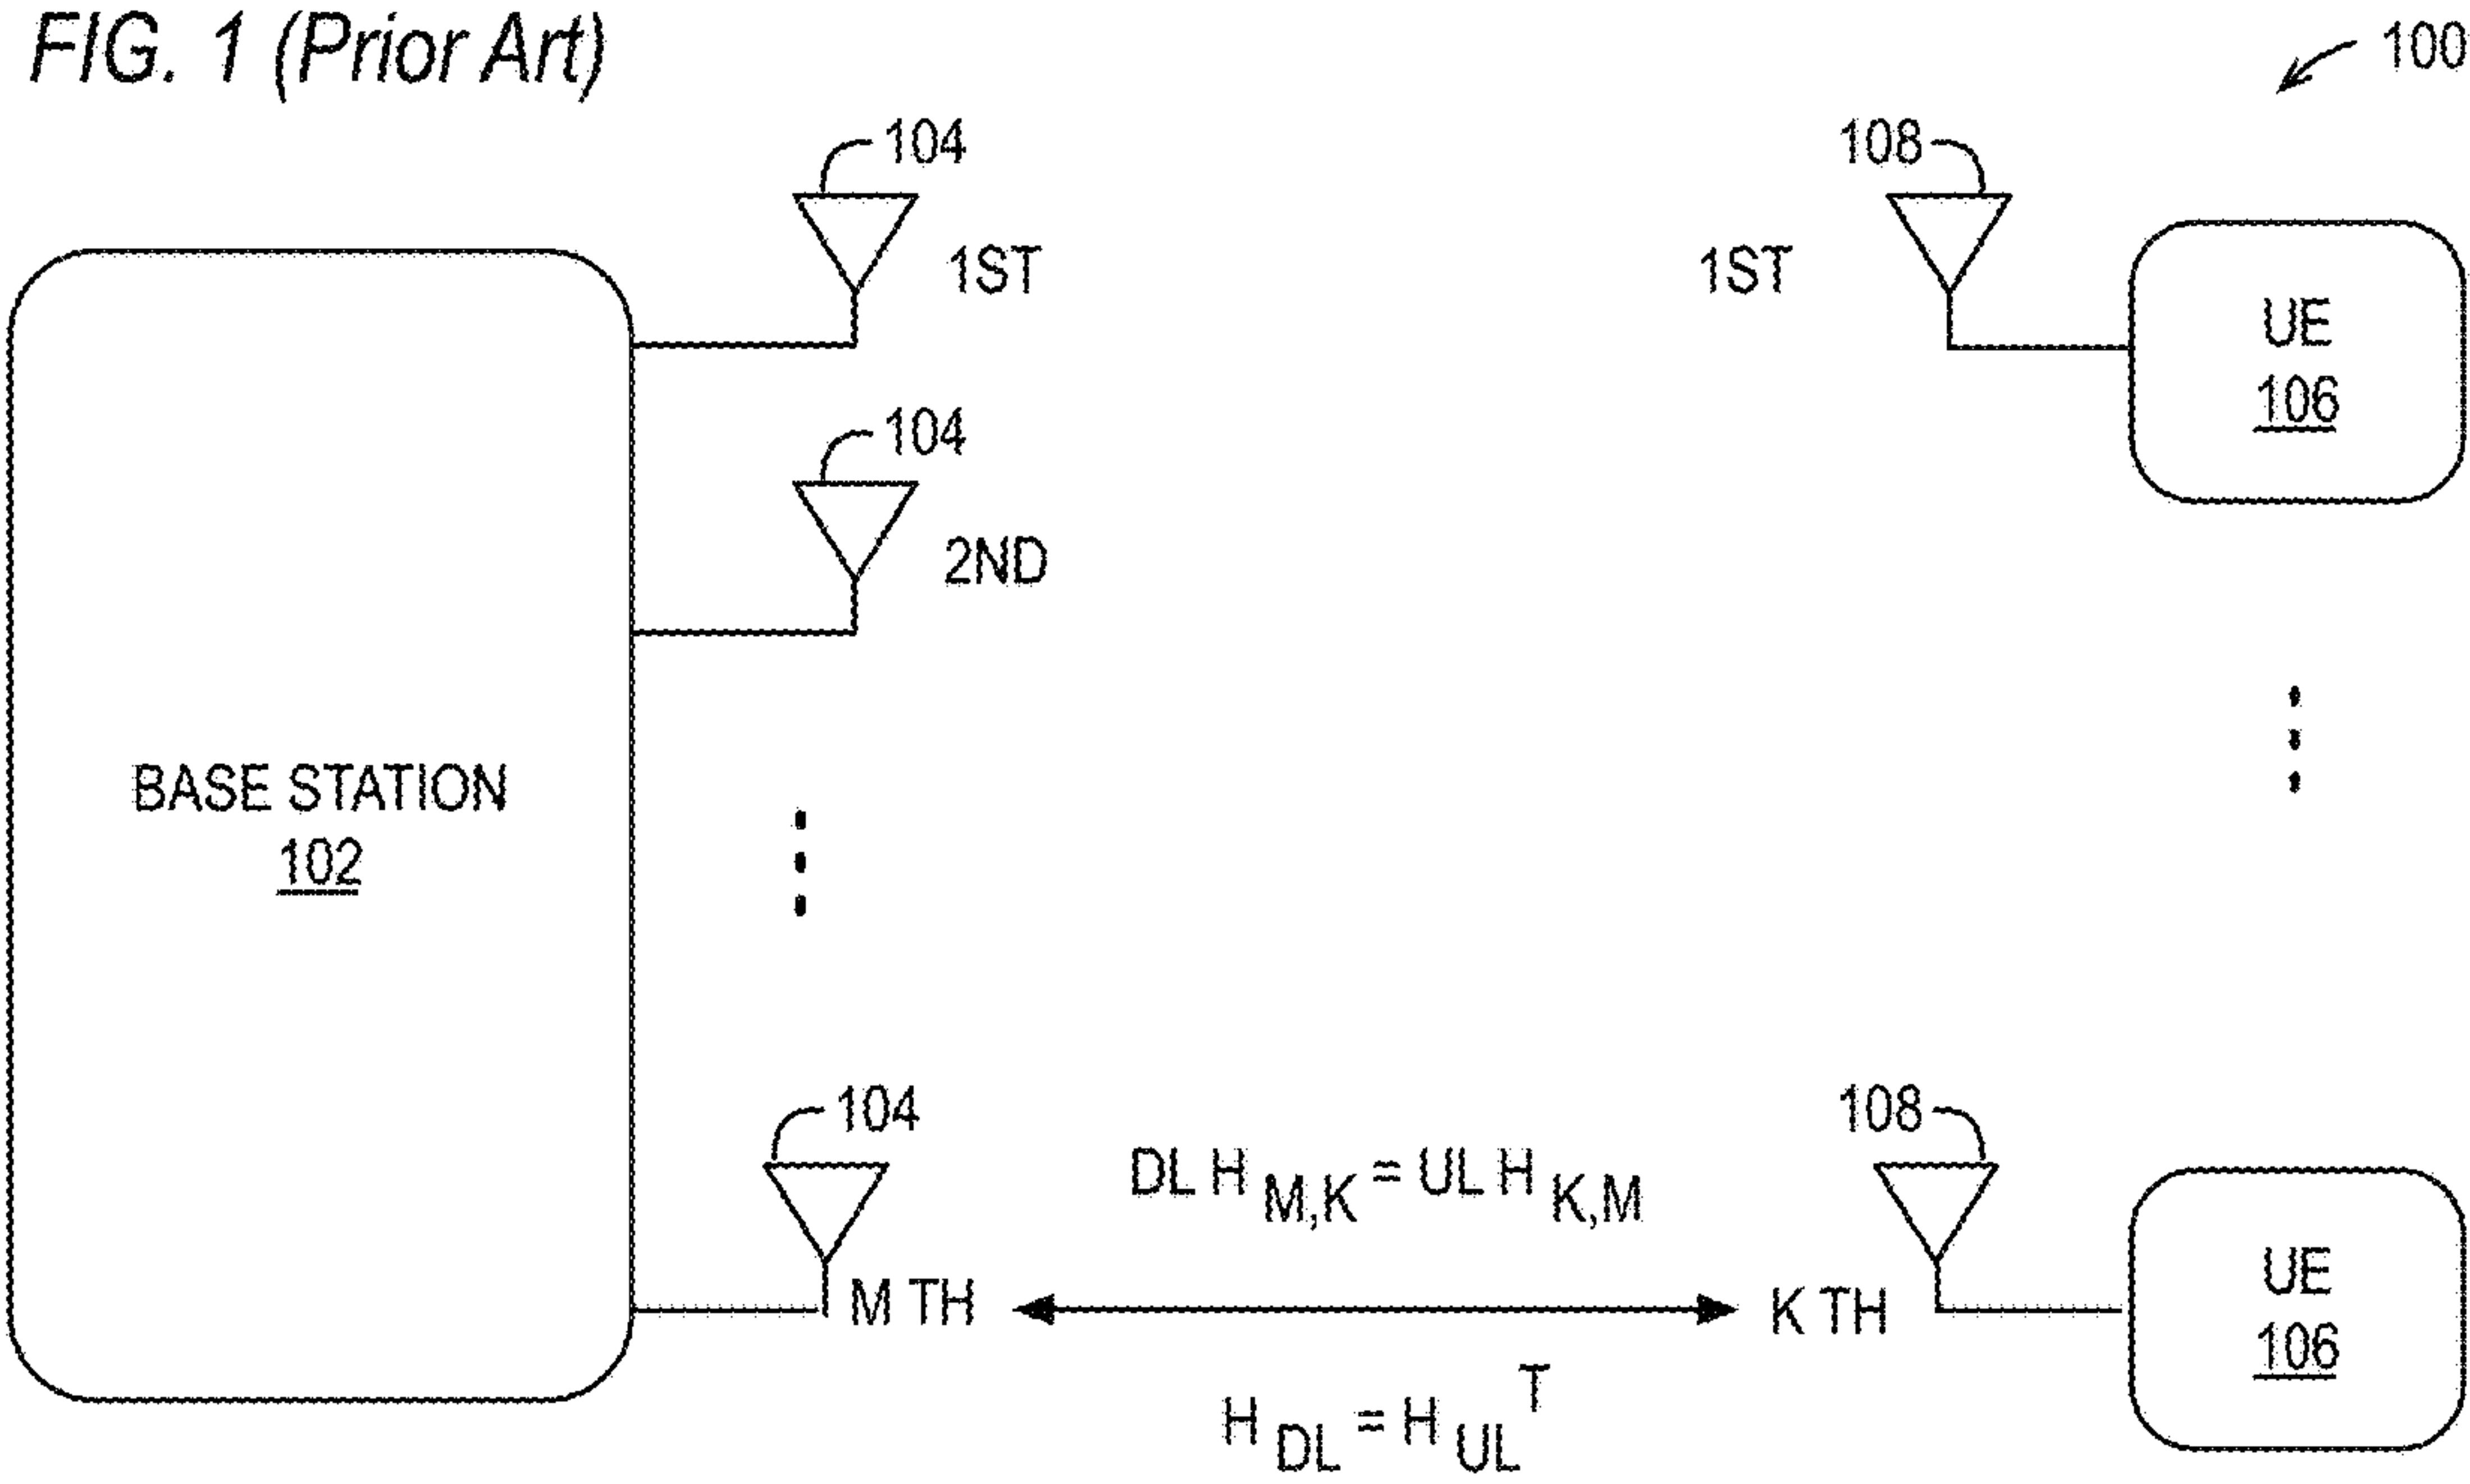 FIG. 1 (Prior Art)
100
104
108
1ST
1ST
UE
106
104
2ND
BASE STATION
102
104
108
DL H M,K = UL H K,M
M TH
K TH
UE
106
H DL = H UL T